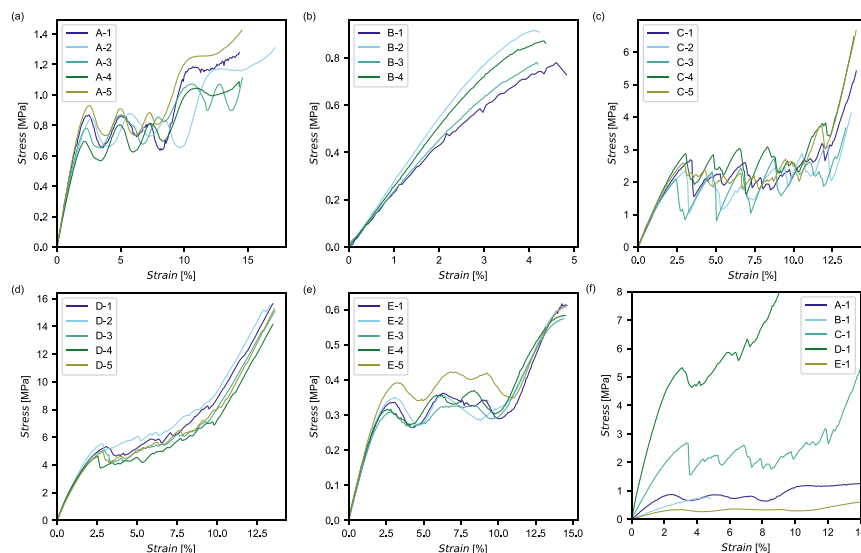 (a)
A-1
A-2
A-3
A-4
A-5
Stress [MPa]
1.4
1.2
1.0
0.8
0.6
0.4
0.2
0.0
0
5
10
15
Strain [%]
(b)
B-1
B-2
B-3
B-4
Stress [MPa]
0.8
0.6
0.4
0.2
0.0
0
1
2
3
4
5
Strain [%]
(c)
C-1
C-2
C-3
C-4
C-5
Stress [MPa]
6
5
4
3
2
1
0
0.0
2.5
5.0
7.5
10.0
12.5
Strain [%]
(d)
D-1
D-2
D-3
D-4
D-5
Stress [MPa]
16
14
12
10
8
6
4
2
0
0.0
2.5
5.0
7.5
10.0
12.5
Strain [%]
(e)
E-1
E-2
E-3
E-4
E-5
Stress [MPa]
0.6
0.5
0.4
0.3
0.2
0.1
0.0
0.0
2.5
5.0
7.5
10.0
12.5
15.0
Strain [%]
(f)
A-1
B-1
C-1
D-1
E-1
Stress [MPa]
8
7
6
5
4
3
2
1
0
0
2
4
6
8
10
12
14
Strain [%]